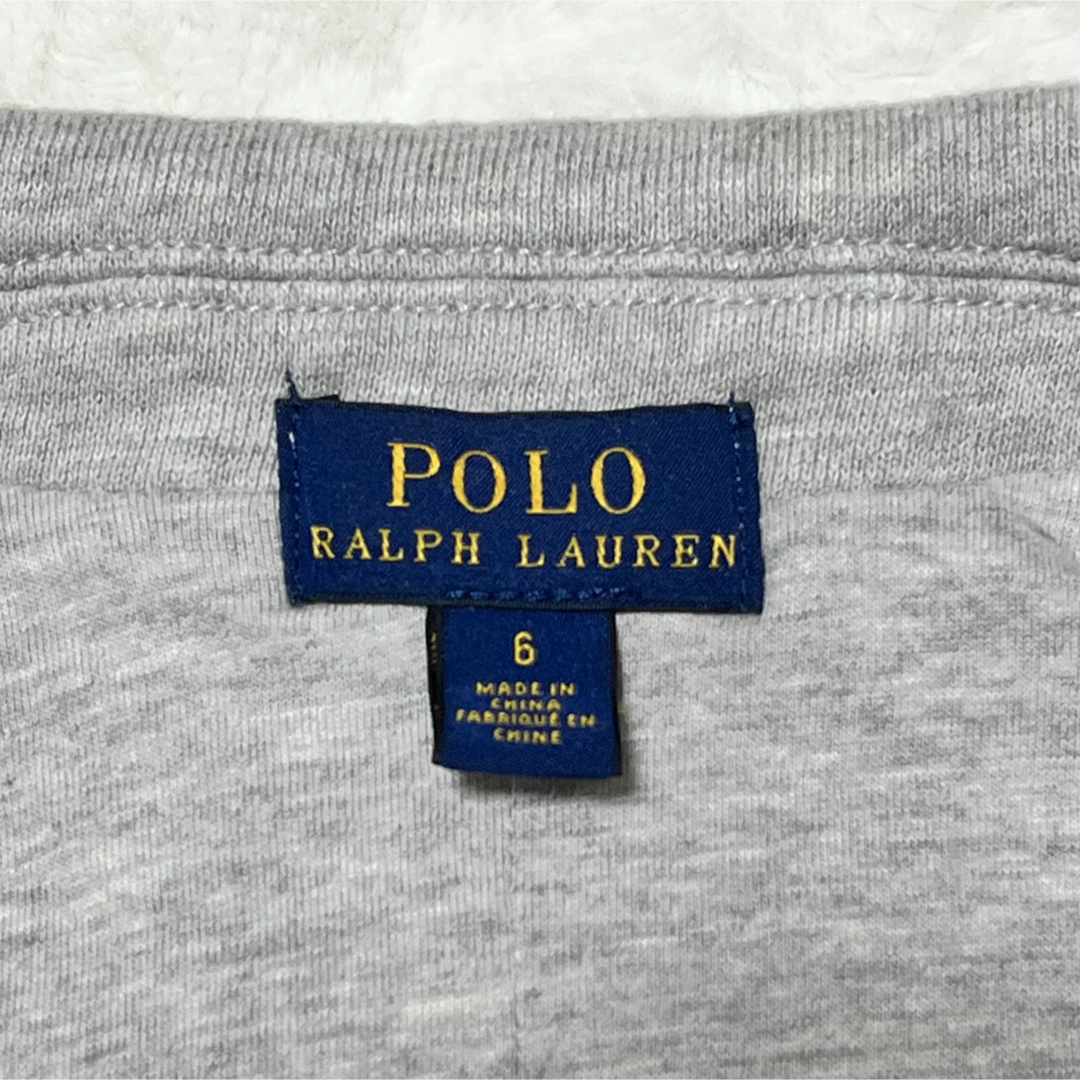 POLO
RALPH LAUREN
6
MADE IN
CHINA
FABRIQUÉ EN
CHINE